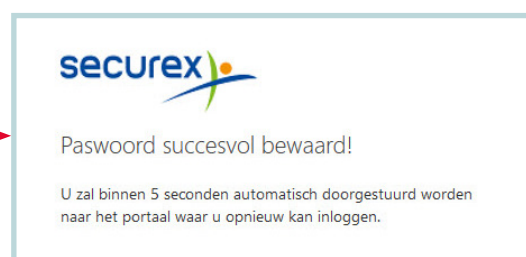 securex
Paswoord succesvol bewaard!
U zal binnen 5 seconden automatisch doorgestuurd worden
naar het portaal waar u opnieuw kan inloggen.